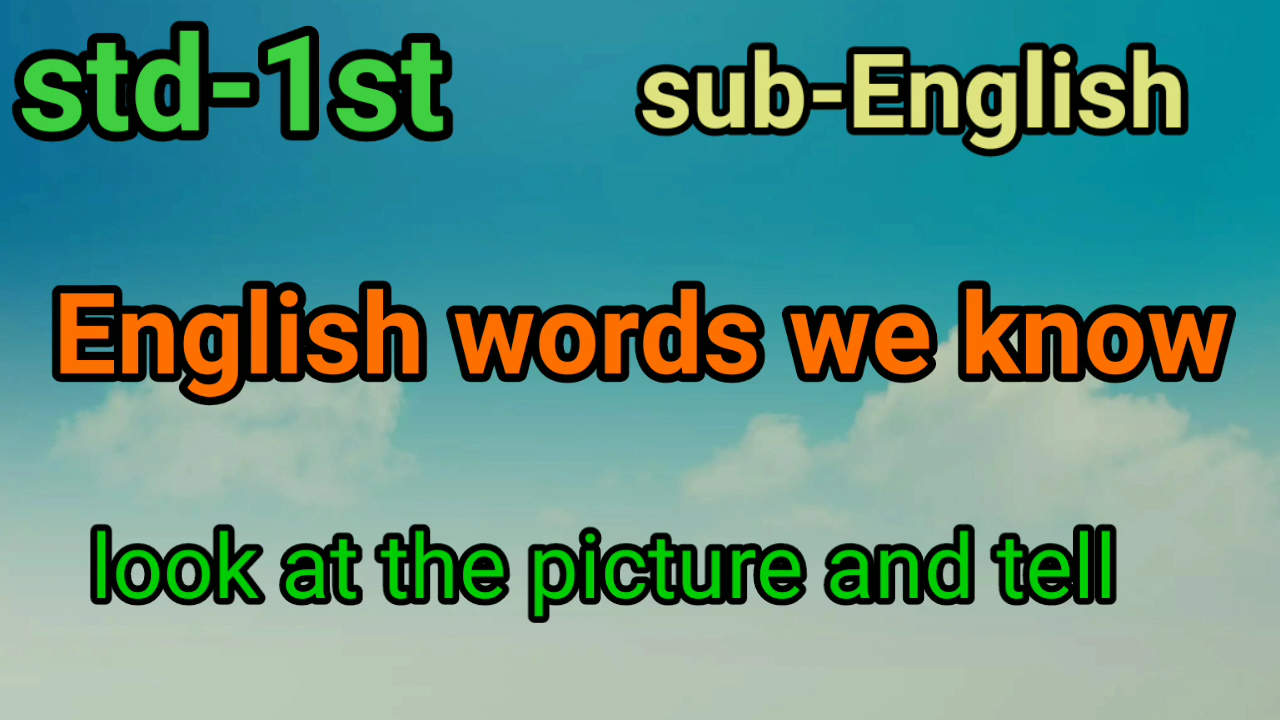 std-1st sub-English
English words we know
look at the picture and tell